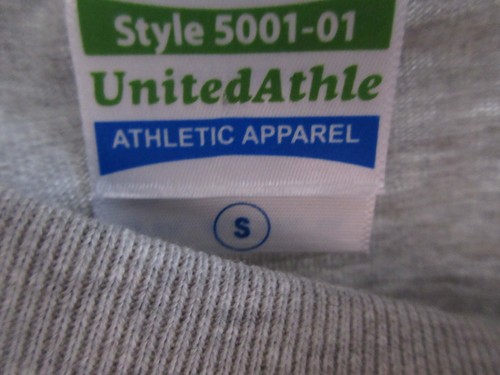 Style 5001-01
UnitedAthle
ATHLETIC APPAREL
S